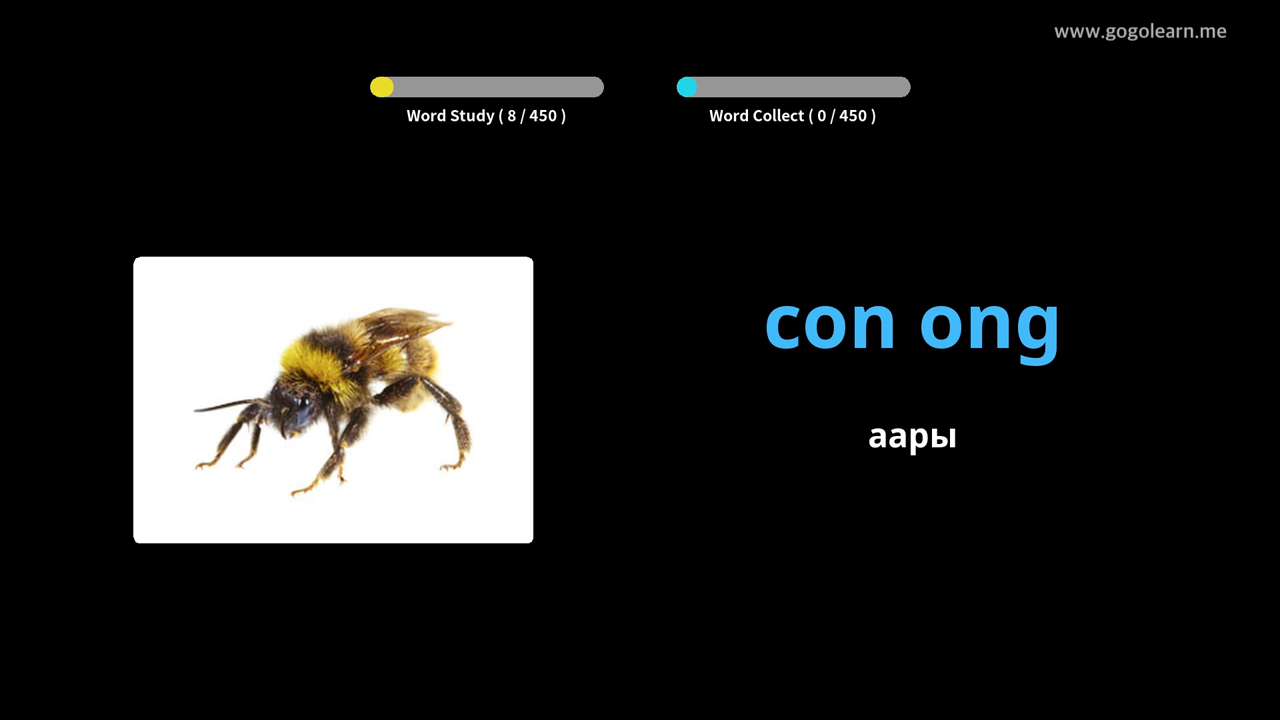 www.gogolearn.me
Word Study ( 8 / 450 )
Word Collect ( 0 / 450 )
con ong
аары